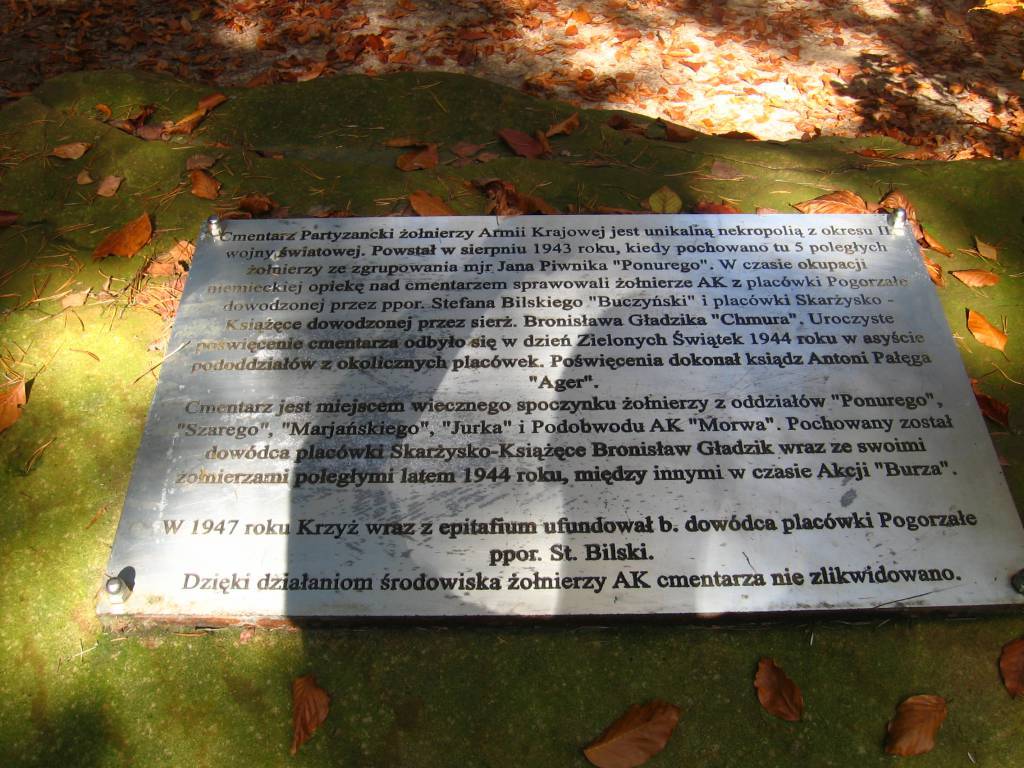 Cmentarz Partyzancki żołnierzy Armii Krajowej jest unikalną nekropolią z okresu II
wojny światowej. Powstał w sierpniu 1943 roku, kiedy pochowano tu 5 poległych
żołnierzy ze zgrupowania mjr Jana Piwnika "Ponurego". W czasie okupacji
niemieckiej opiekę nad cmentarzem sprawowali żołnierze AK z placówki Pogorzałe
dowodzonej przez ppor. Stefana Bilskiego "Buczyński" i placówki Skarżysko -
Książęce dowodzonej przez sierż. Bronisława Gładzika "Chmura". Uroczyste
poświęcenie cmentarza odbyło się w dzień Zielonych Świątek 1944 roku w asyście
pododdziałów z okolicznych placówek. Poświęcenia dokonał ksiądz Antoni Pałęga
"Ager".
Cmentarz jest miejscem wiecznego spoczynku żołnierzy z oddziałów "Ponurego",
"Szarego", "Marjańskiego", "Jurka" i Podobwodu AK "Morwa". Pochowany został
dowódca placówki Skarżysko-Książęce Bronisław Gładzik wraz ze swoimi
żołnierzami poległymi latem 1944 roku, między innymi w czasie Akcji "Burza".
W 1947 roku Krzyż wraz z epitafium ufundował b. dowódca placówki Pogorzałe
ppor. St. Bilski.
Dzięki działaniom środowiska żołnierzy AK cmentarza nie zlikwidowano.